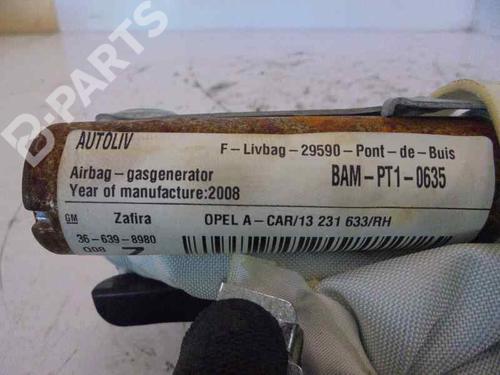 B-PARTS
AUTOLIV
F-Livbag-29590-Pont-de-Buis
Airbag-gasgenerator
BAM-PT1-0635
Year of manufacture:2008
GM Zafira OPEL A-CAR/13 231 633/RH
36-639-8980